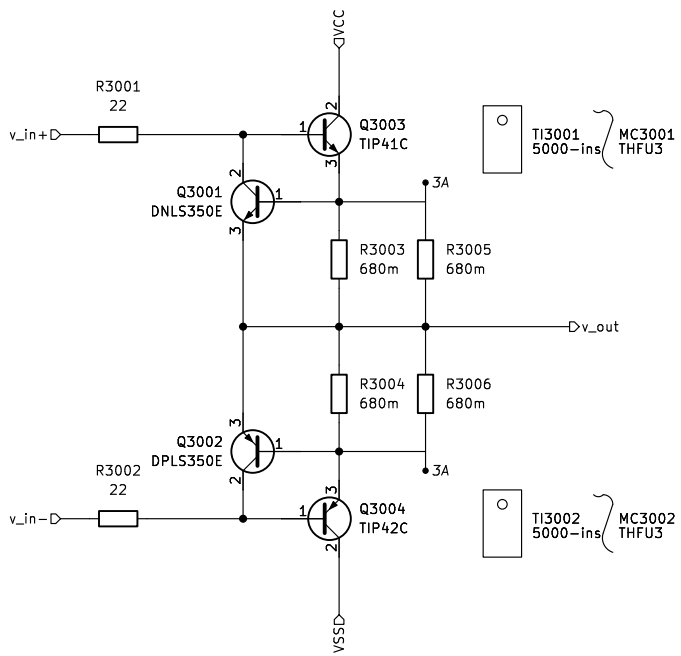 VCC
R3001
22
v_in+
2
1
Q3003
TIP41C
3
TI3001
5000-ins
MC3001
THFU3
3A
2
Q3001
DNLS350E
1
3
R3003
680m
R3005
680m
v_out
R3004
680m
R3006
680m
3
Q3002
DPLS350E
1
2
3A
R3002
22
v_in-
3
1
Q3004
TIP42C
2
TI3002
5000-ins
MC3002
THFU3
VSS